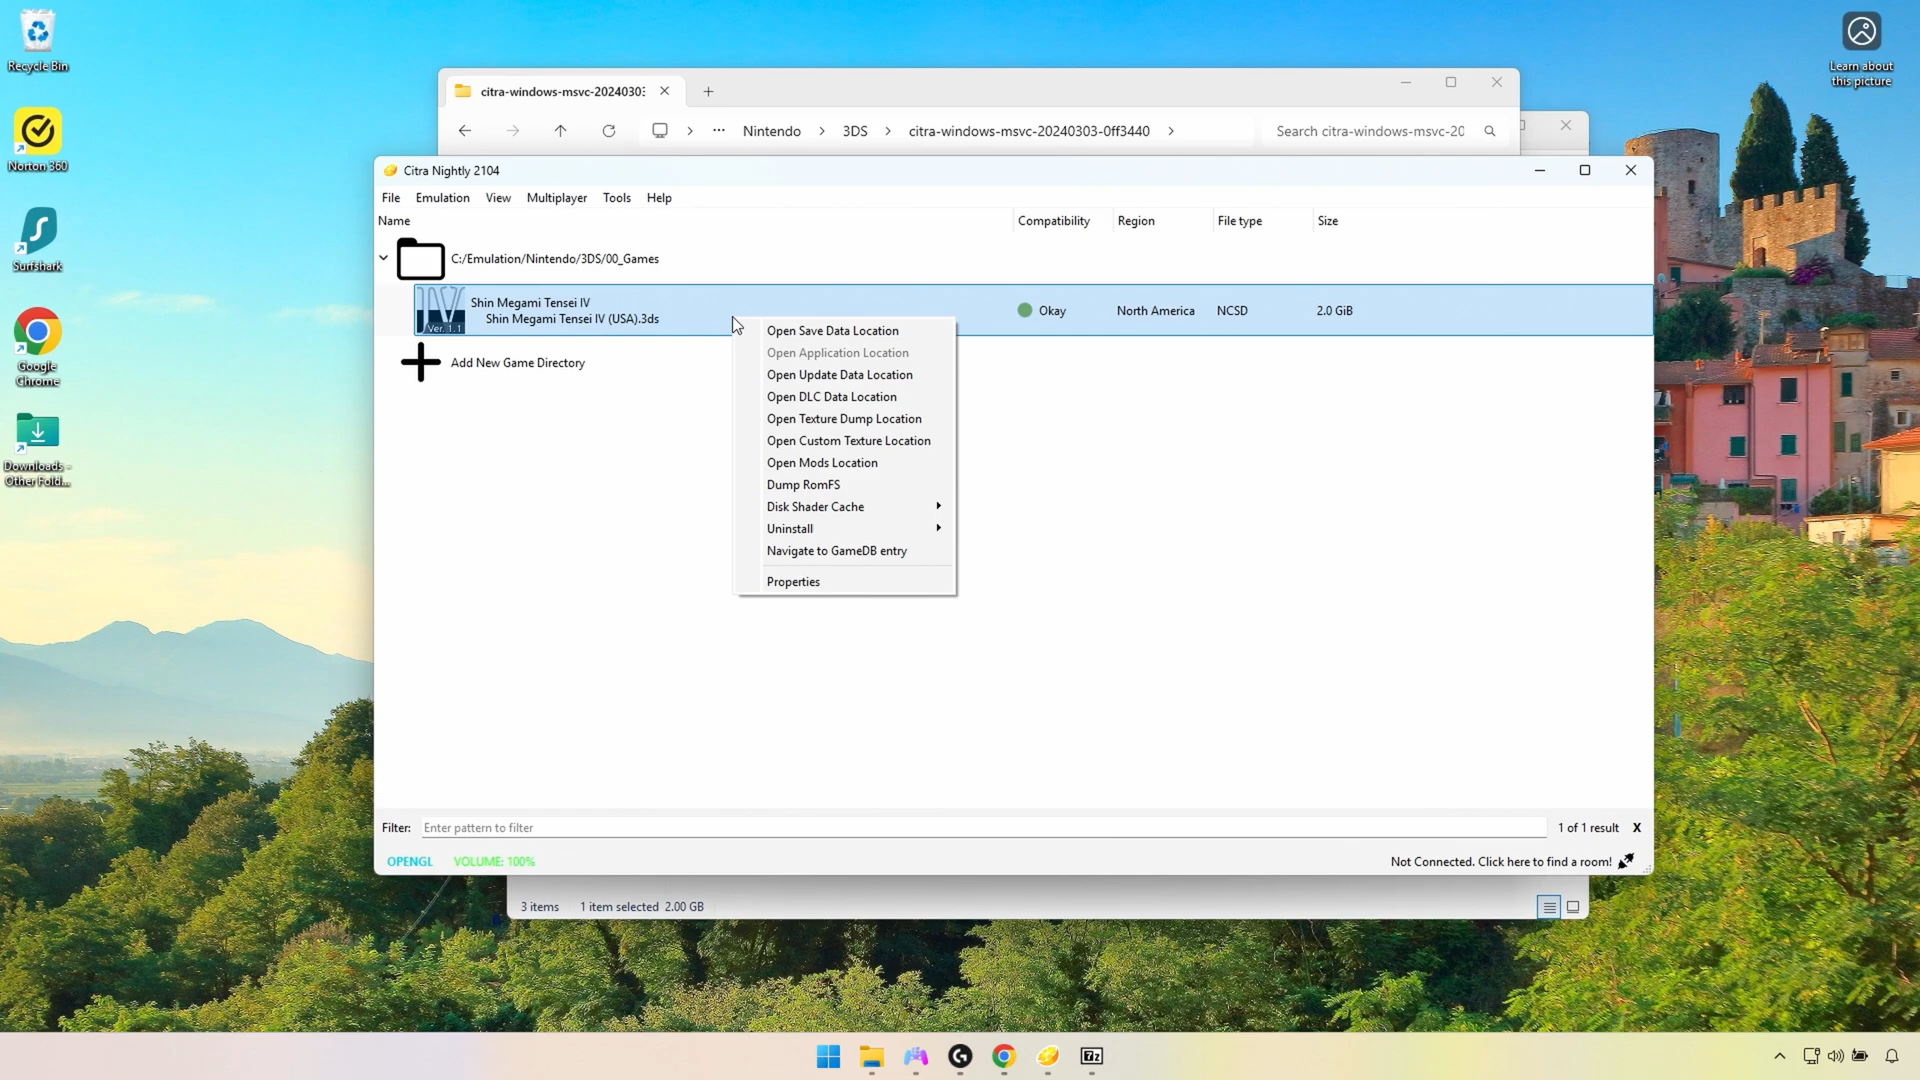 Recycle Bin
Norton 360
Surfshark
Google
Chrome
Downloads -
Other Fold...
Learn about
this picture
citra-windows-msvc-20240303
Nintendo
3DS
citra-windows-msvc-20240303-0ff3440
Search citra-windows-msvc-20
Citra Nightly 2104
File Emulation View Multiplayer Tools Help
Name Compatibility Region File type Size
C:/Emulation/Nintendo/3DS/00_Games
IV
Ver. 1.1
Shin Megami Tensei IV
Shin Megami Tensei IV (USA).3ds
Okay North America NCSD 2.0 GiB
Add New Game Directory
Open Save Data Location
Open Application Location
Open Update Data Location
Open DLC Data Location
Open Texture Dump Location
Open Custom Texture Location
Open Mods Location
Dump RomFS
Disk Shader Cache
Uninstall
Navigate to GameDB entry
Properties
Filter: Enter pattern to filter 1 of 1 result X
OPENGL VOLUME: 100% Not Connected. Click here to find a room!
3 items 1 item selected 2.00 GB
7z